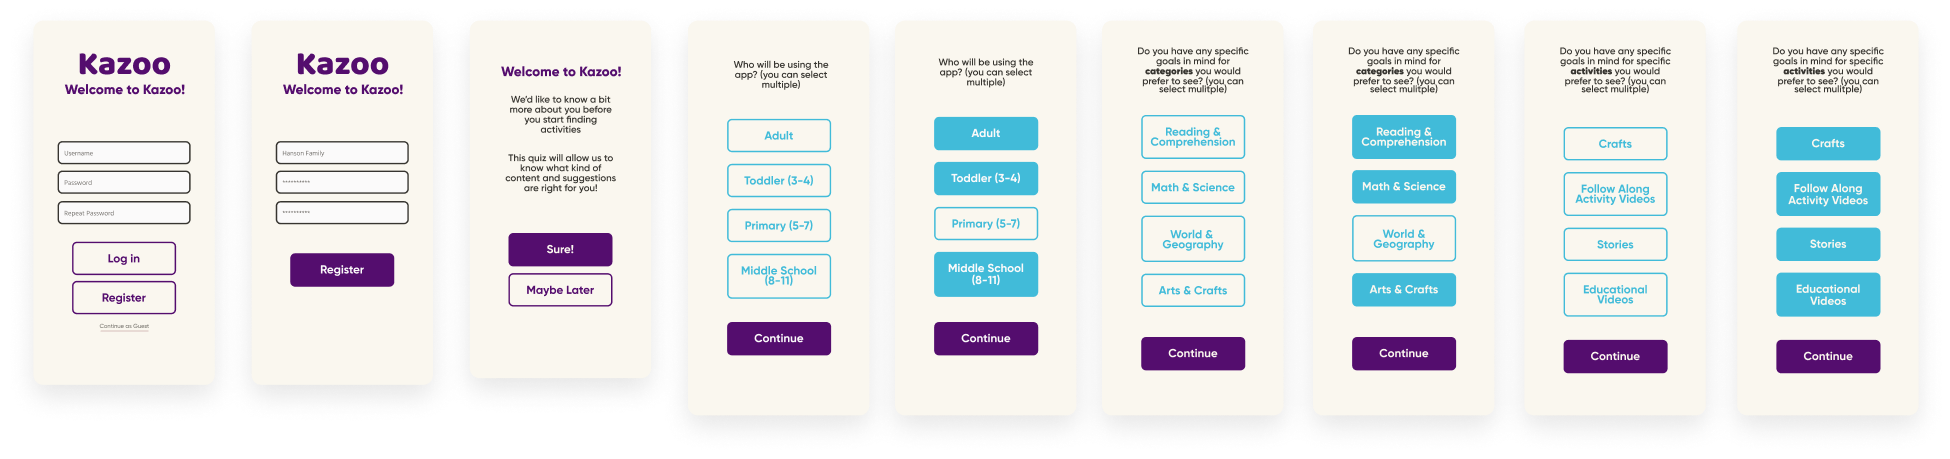 Kazoo
Welcome to Kazoo!
Username
Password
Repeat Password
Log in
Register
Continue as Guest
Kazoo
Welcome to Kazoo!
Hanson Family
**********
**********
Register
Welcome to Kazoo!
We'd like to know a bit
more about you before
you start finding
activities
This quiz will allow us to
know what kind of
content and suggestions
are right for you!
Sure!
Maybe Later
Who will be using the
app? (you can select
multiple)
Adult
Toddler (3-4)
Primary (5-7)
Middle School
(8-11)
Continue
Who will be using the
app? (you can select
multiple)
Adult
Toddler (3-4)
Primary (5-7)
Middle School
(8-11)
Continue
Do you have any specific
goals in mind for
categories you would
prefer to see? (you can
select mulitple)
Reading &
Comprehension
Math & Science
World &
Geography
Arts & Crafts
Continue
Do you have any specific
goals in mind for
categories you would
prefer to see? (you can
select mulitple)
Reading &
Comprehension
Math & Science
World &
Geography
Arts & Crafts
Continue
Do you have any specific
goals in mind for specific
activities you would
prefer to see? (you can
select mulitple)
Crafts
Follow Along
Activity Videos
Stories
Educational
Videos
Continue
Do you have any specific
goals in mind for specific
activities you would
prefer to see? (you can
select mulitple)
Crafts
Follow Along
Activity Videos
Stories
Educational
Videos
Continue